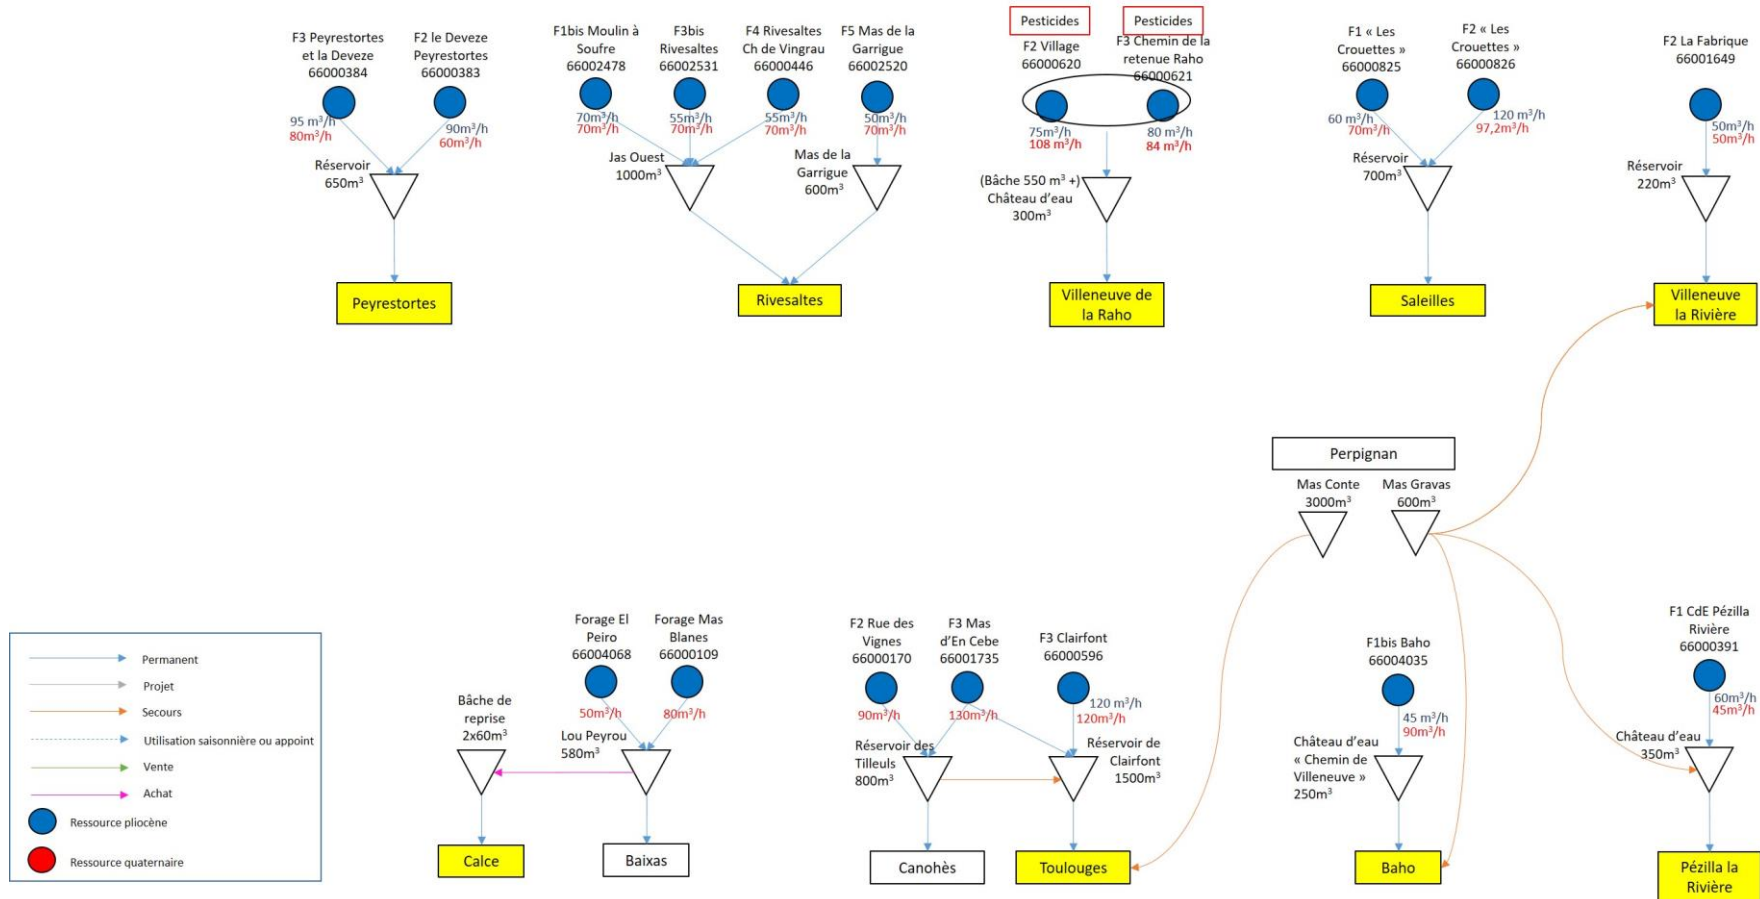 Pesticides
Pesticides
F3 Peyrestortes
et la Deveze
66000384
F2 le Deveze
Peyrestortes
66000383
F1bis Moulin à
Soufre
66002478
F3bis
Rivesaltes
66002531
F4 Rivesaltes
Ch de Vingrau
66000446
F5 Mas de la
Garrigue
66002520
F2 Village
66000620
F3 Chemin de la
retenue Raho
66000621
F1 « Les
Crouettes »
66000825
F2 « Les
Crouettes »
66000826
F2 La Fabrique
66001649
95 m³/h
80m³/h
90m³/h
60m³/h
70m³/h
70m³/h
55m³/h
70m³/h
55m³/h
70m³/h
50m³/h
70m³/h
75m³/h
108 m³/h
80 m³/h
84 m³/h
60 m³/h
70m³/h
120 m³/h
97,2m³/h
50m³/h
50m³/h
Réservoir
650m³
Jas Ouest
1000m³
Mas de la
Garrigue
600m³
(Bâche 550 m³ +)
Château d'eau
300m³
Réservoir
700m³
Réservoir
220m³
Peyrestortes
Rivesaltes
Villeneuve de
la Raho
Saleilles
Villeneuve
la Rivière
Perpignan
Mas Conte
3000m³
Mas Gravas
600m³
Forage El
Peiro
66004068
Forage Mas
Blanes
66000109
F2 Rue des
Vignes
66000170
F3 Mas
d'En Cebe
66001735
F3 Clairfont
66000596
F1bis Baho
66004035
F1 CdE Pézilla
Rivière
66000391
50m³/h
80m³/h
90m³/h
130m³/h
120 m³/h
120m³/h
45 m³/h
90m³/h
60m³/h
45m³/h
Bâche de
reprise
2x60m³
Lou Peyrou
580m³
Réservoir des
Tilleuls
800m³
Réservoir de
Clairfont
1500m³
Château d'eau
« Chemin de
Villeneuve »
250m³
Château d'eau
350m³
Calce
Baixas
Canohès
Toulouges
Baho
Pézilla la
Rivière
Permanent
Projet
Secours
Utilisation saisonnière ou appoint
Vente
Achat
Ressource pliocène
Ressource quaternaire